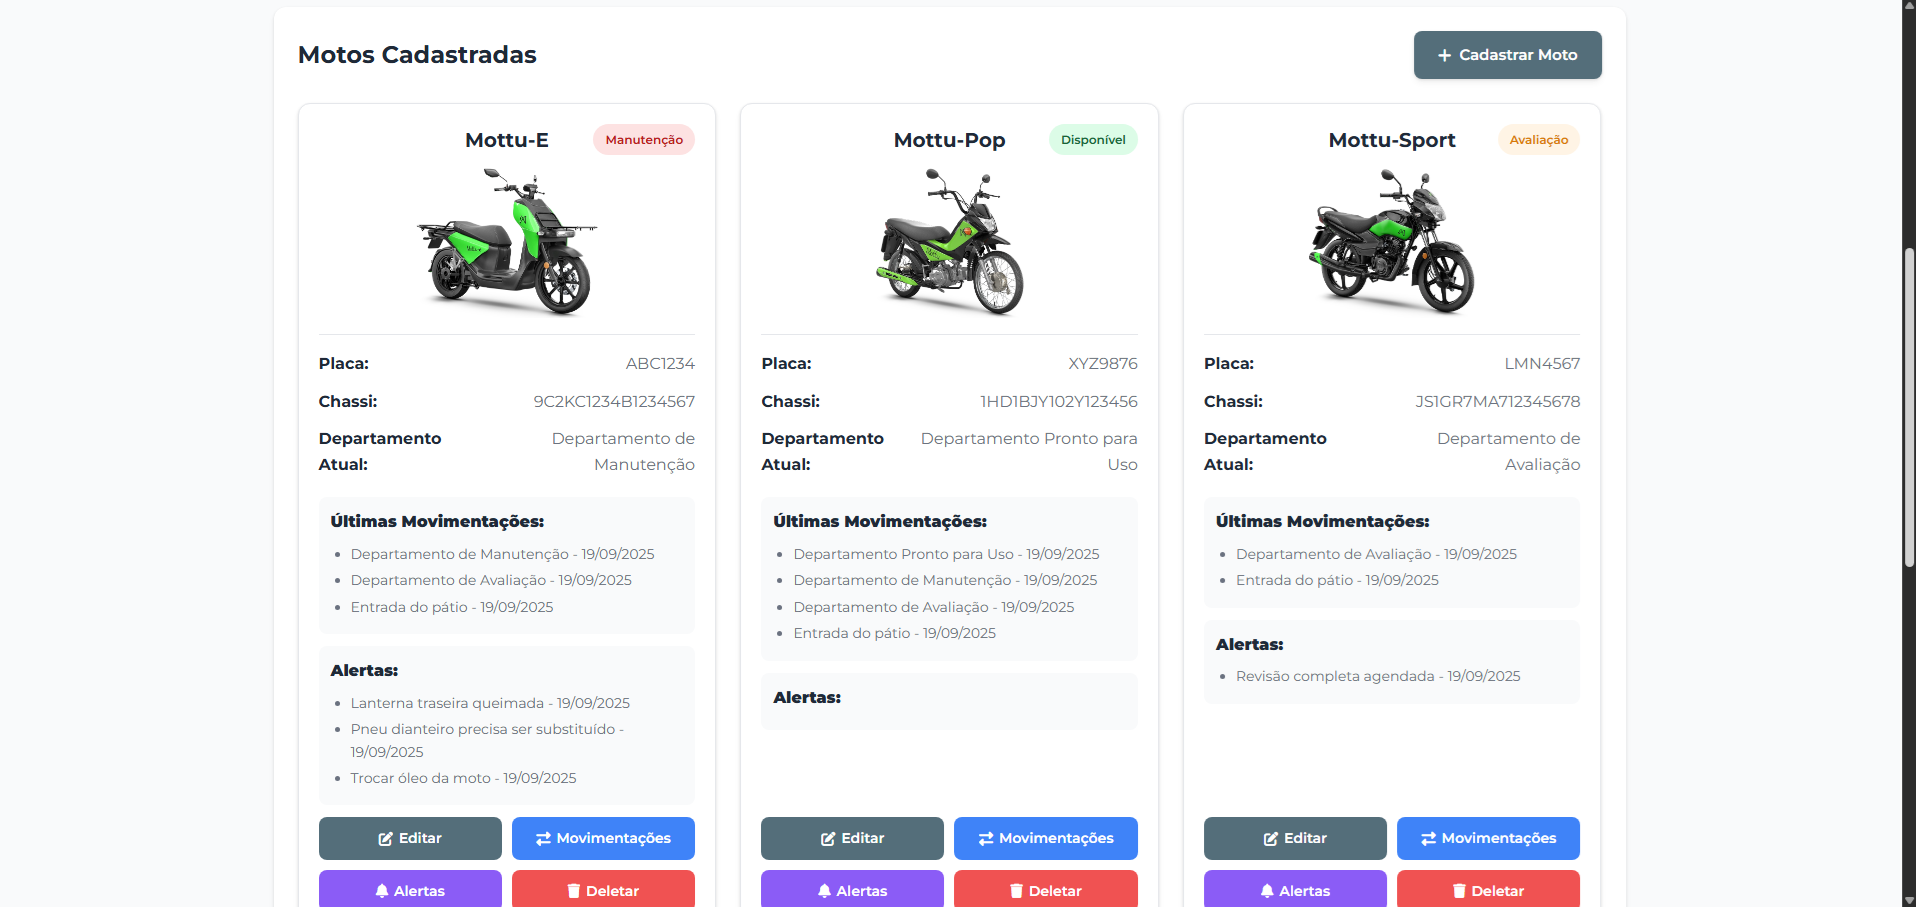 Motos Cadastradas
Cadastrar Moto
Mottu-E
Manutenção
Placa: ABC1234
Chassi: 9C2KC1234B1234567
Departamento Departamento de
Atual: Manutenção
Últimas Movimentações:
Departamento de Manutenção - 19/09/2025
Departamento de Avaliação - 19/09/2025
Entrada do pátio - 19/09/2025
Alertas:
Lanterna traseira queimada - 19/09/2025
Pneu dianteiro precisa ser substituído -
19/09/2025
Trocar óleo da moto - 19/09/2025
Editar
Movimentações
Alertas
Deletar
Mottu-Pop
Disponível
Placa: XYZ9876
Chassi: 1HD1BJY102Y123456
Departamento Departamento Pronto para
Atual: Uso
Últimas Movimentações:
Departamento Pronto para Uso - 19/09/2025
Departamento de Manutenção - 19/09/2025
Departamento de Avaliação - 19/09/2025
Entrada do pátio - 19/09/2025
Alertas:
Editar
Movimentações
Alertas
Deletar
Mottu-Sport
Avaliação
Placa: LMN4567
Chassi: JS1GR7MA712345678
Departamento Departamento de
Atual: Avaliação
Últimas Movimentações:
Departamento de Avaliação - 19/09/2025
Entrada do pátio - 19/09/2025
Alertas:
Revisão completa agendada - 19/09/2025
Editar
Movimentações
Alertas
Deletar